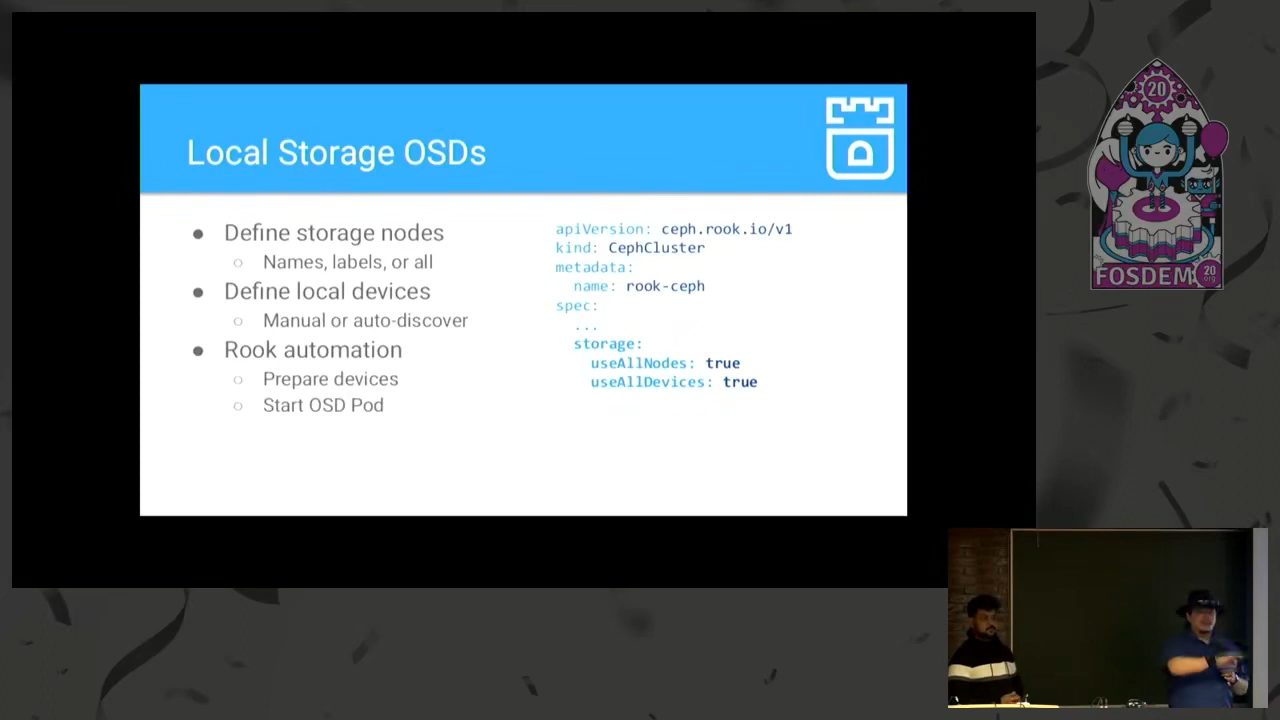 Local Storage OSDs
● Define storage nodes
○ Names, labels, or all
● Define local devices
○ Manual or auto-discover
● Rook automation
○ Prepare devices
○ Start OSD Pod
apiVersion: ceph.rook.io/v1
kind: CephCluster
metadata:
  name: rook-ceph
spec:
  ...
  storage:
    useAllNodes: true
    useAllDevices: true
20
FOSDEM
20
.org